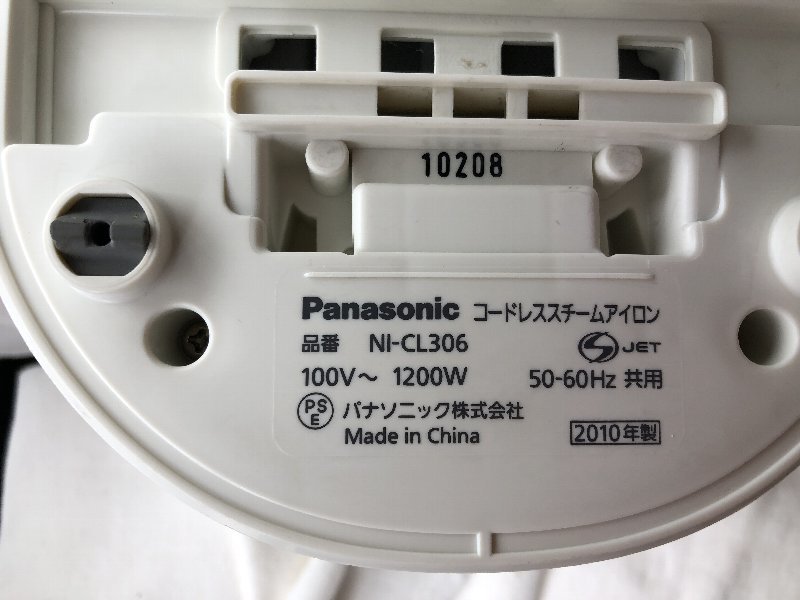 10208
Panasonic コードレススチームアイロン
品番 NI-CL306 S JET
100V～ 1200W 50-60Hz 共用
PSE パナソニック株式会社
Made in China 2010年製